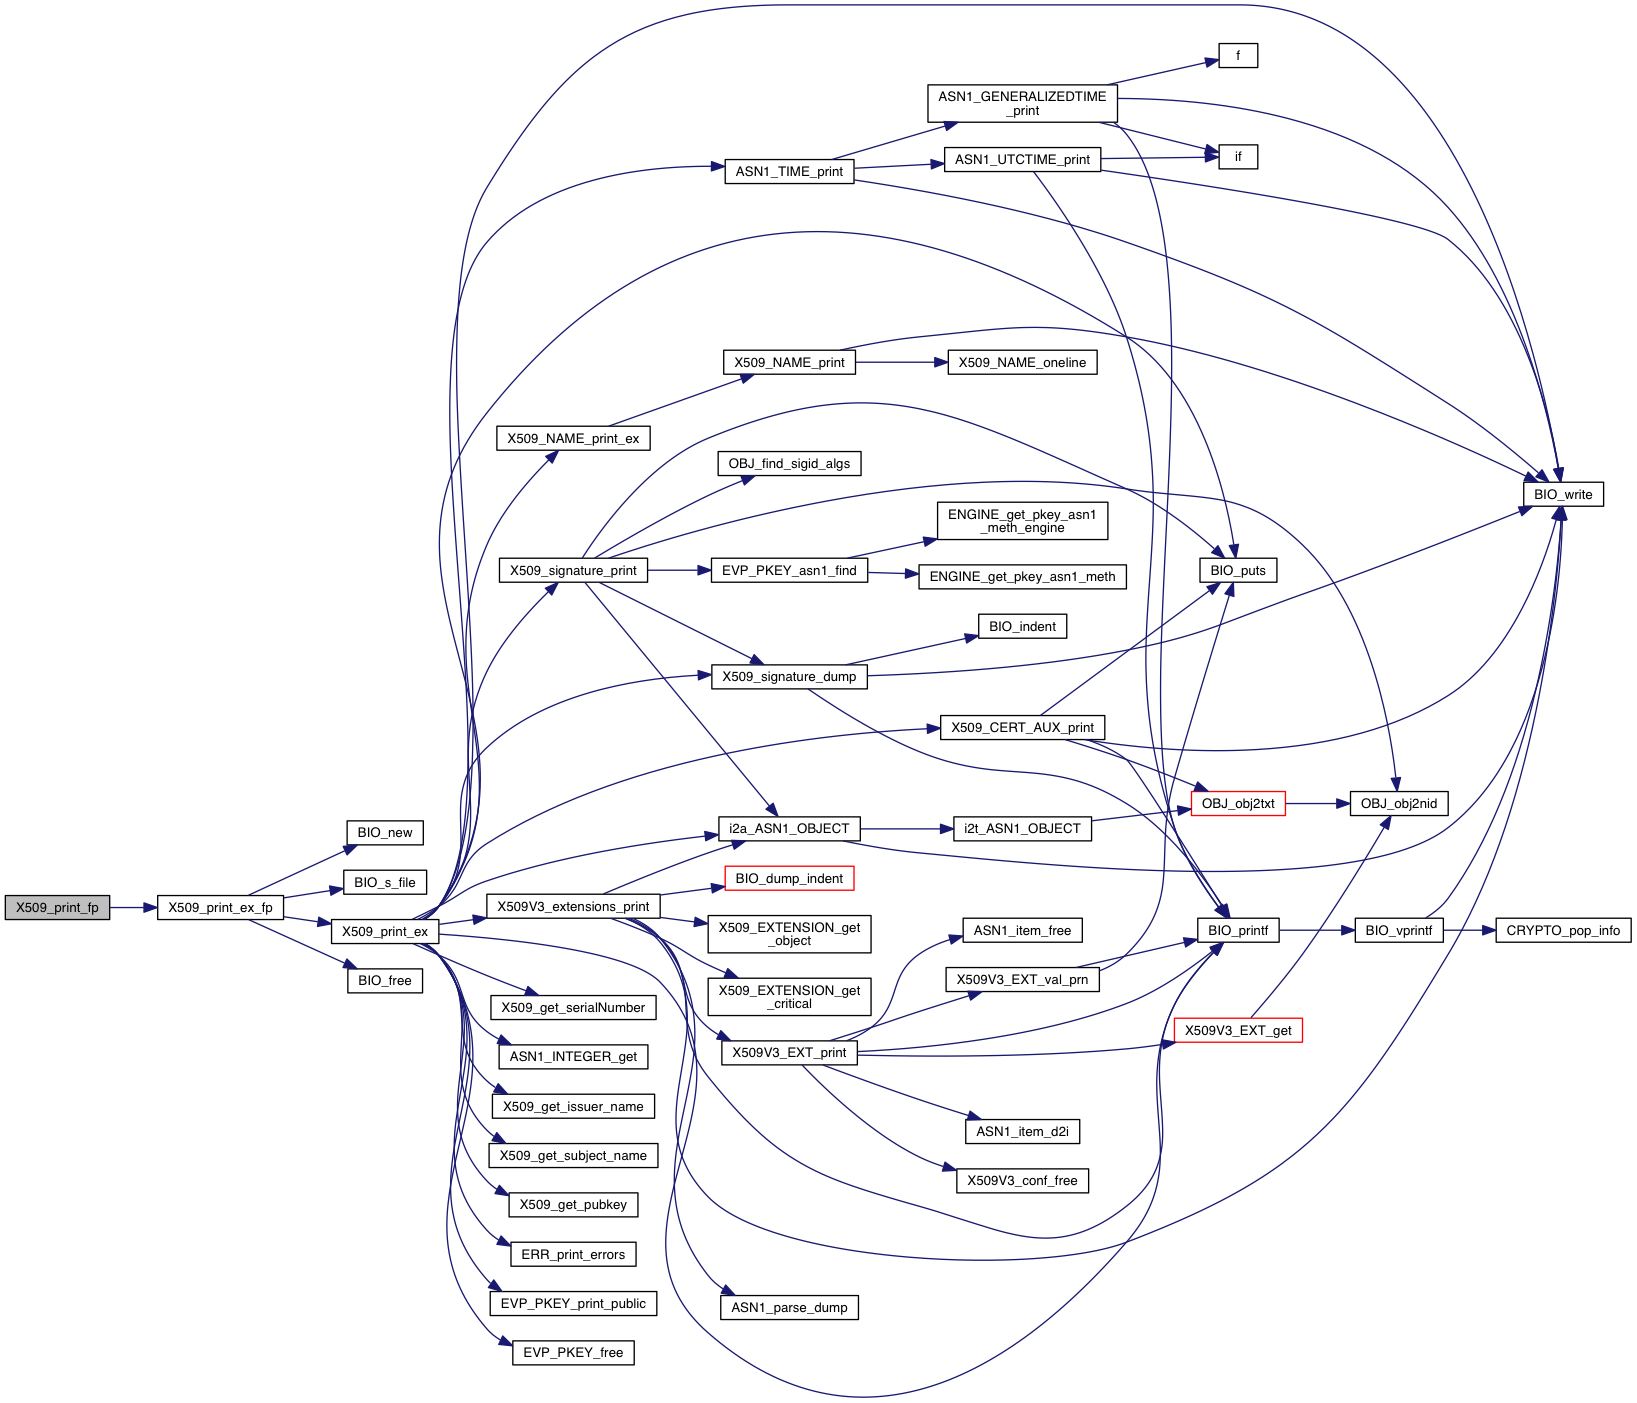 X509_print_fp
X509_print_ex_fp
BIO_new
BIO_s_file
X509_print_ex
BIO_free
X509_NAME_print_ex
X509_signature_print
X509V3_extensions_print
X509_get_serialNumber
ASN1_INTEGER_get
X509_get_issuer_name
X509_get_subject_name
X509_get_pubkey
ERR_print_errors
EVP_PKEY_print_public
EVP_PKEY_free
ASN1_TIME_print
X509_NAME_print
OBJ_find_sigid_algs
EVP_PKEY_asn1_find
X509_signature_dump
i2a_ASN1_OBJECT
BIO_dump_indent
X509_EXTENSION_get
_object
X509_EXTENSION_get
_critical
X509V3_EXT_print
ASN1_parse_dump
ASN1_GENERALIZEDTIME
_print
ASN1_UTCTIME_print
X509_NAME_oneline
ENGINE_get_pkey_asn1
_meth_engine
ENGINE_get_pkey_asn1_meth
BIO_indent
X509_CERT_AUX_print
i2t_ASN1_OBJECT
ASN1_item_free
X509V3_EXT_val_prn
ASN1_item_d2i
X509V3_conf_free
f
if
BIO_puts
OBJ_obj2txt
BIO_printf
X509V3_EXT_get
OBJ_obj2nid
BIO_vprintf
BIO_write
CRYPTO_pop_info